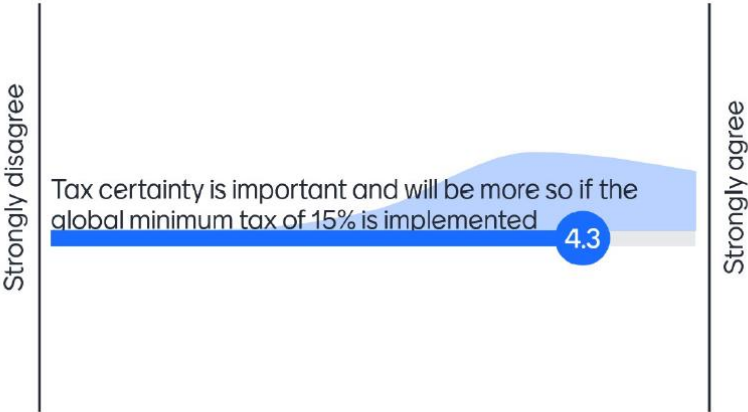 Strongly disagree
Tax certainty is important and will be more so if the
global minimum tax of 15% is implemented
4.3
Strongly agree